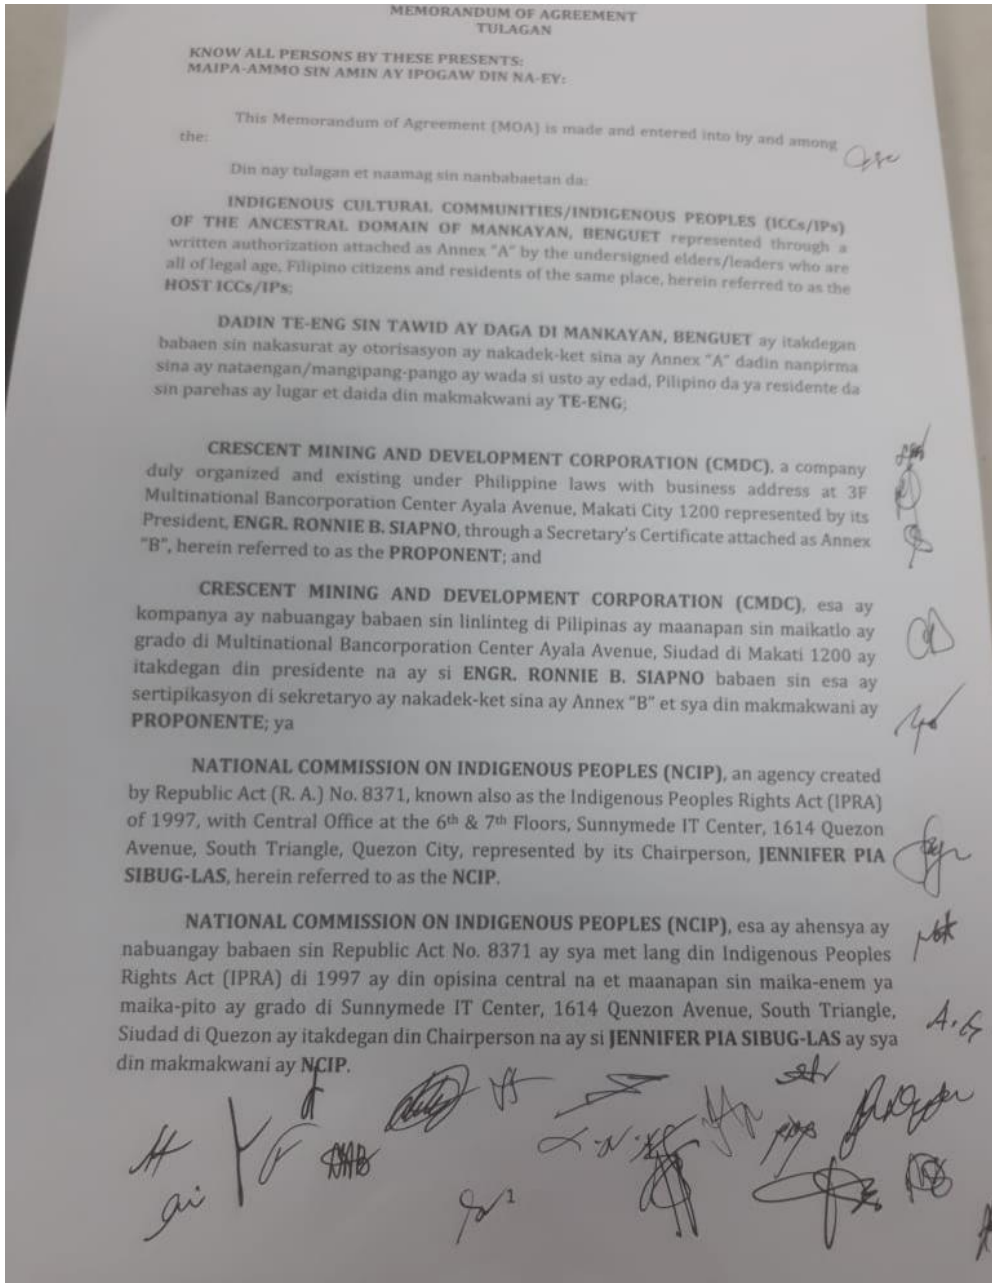 MEMORANDUM OF AGREEMENT
TULAGAN
KNOW ALL PERSONS BY THESE PRESENTS:
MAIPA-AMMO SIN AMIN AY IPOGAW DIN NA-EY:
This Memorandum of Agreement (MOA) is made and entered into by and among
the:
Din nay tulagan et naamag sin nanbabaetan da:
INDIGENOUS CULTURAL COMMUNITIES/INDIGENOUS PEOPLES (ICCs/IPs)
OF THE ANCESTRAL DOMAIN OF MANKAYAN, BENGUET represented through a
written authorization attached as Annex "A" by the undersigned elders/leaders who are
all of legal age, Filipino citizens and residents of the same place, herein referred to as the
HOST ICCs/IPs;
DADIN TE-ENG SIN TAWID AY DAGA DI MANKAYAN, BENGUET ay itakdegan
babaen sin nakasurat ay otorisasyon ay nakadek-ket sina ay Annex "A" dadin nanpirma
sina ay nataengan/mangipang-pango ay wada si usto ay edad, Pilipino da ya residente da
sin parehas ay lugar et daida din makmakwani ay TE-ENG;
CRESCENT MINING AND DEVELOPMENT CORPORATION (CMDC), a company
duly organized and existing under Philippine laws with business address at 3F
Multinational Bancorporation Center Ayala Avenue, Makati City 1200 represented by its
President, ENGR. RONNIE B. SIAPNO, through a Secretary's Certificate attached as Annex
"B", herein referred to as the PROPONENT; and
CRESCENT MINING AND DEVELOPMENT CORPORATION (CMDC), esa ay
kompanya ay nabuangay babaen sin linlinteg di Pilipinas ay maanapan sin maikatlo ay
grado di Multinational Bancorporation Center Ayala Avenue, Siudad di Makati 1200 ay
itakdegan din presidente na ay si ENGR. RONNIE B. SIAPNO babaen sin esa ay
sertipikasyon di sekretaryo ay nakadek-ket sina ay Annex "B" et sya din makmakwani ay
PROPONENTE; ya
NATIONAL COMMISSION ON INDIGENOUS PEOPLES (NCIP), an agency created
by Republic Act (R. A.) No. 8371, known also as the Indigenous Peoples Rights Act (IPRA)
of 1997, with Central Office at the 6th & 7th Floors, Sunnymede IT Center, 1614 Quezon
Avenue, South Triangle, Quezon City, represented by its Chairperson, JENNIFER PIA
SIBUG-LAS, herein referred to as the NCIP.
NATIONAL COMMISSION ON INDIGENOUS PEOPLES (NCIP), esa ay ahensya ay
nabuangay babaen sin Republic Act No. 8371 ay sya met lang din Indigenous Peoples
Rights Act (IPRA) di 1997 ay din opisina central na et maanapan sin maika-enem ya
maika-pito ay grado di Sunnymede IT Center, 1614 Quezon Avenue, South Triangle,
Siudad di Quezon ay itakdegan din Chairperson na ay si JENNIFER PIA SIBUG-LAS ay sya
din makmakwani ay NCIP.
1